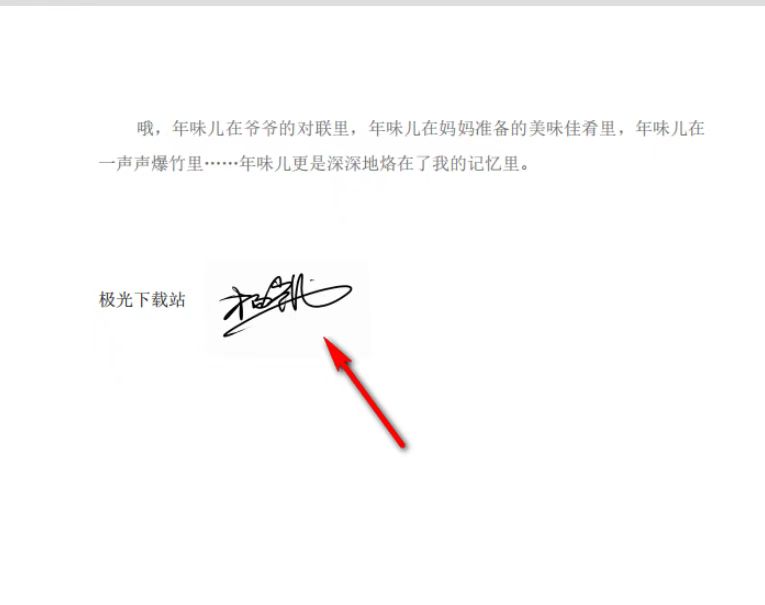 哦，年味儿在爷爷的对联里，年味儿在妈妈准备的美味佳肴里，年味儿在
一声声爆竹里……年味儿更是深深地烙在了我的记忆里。
极光下载站